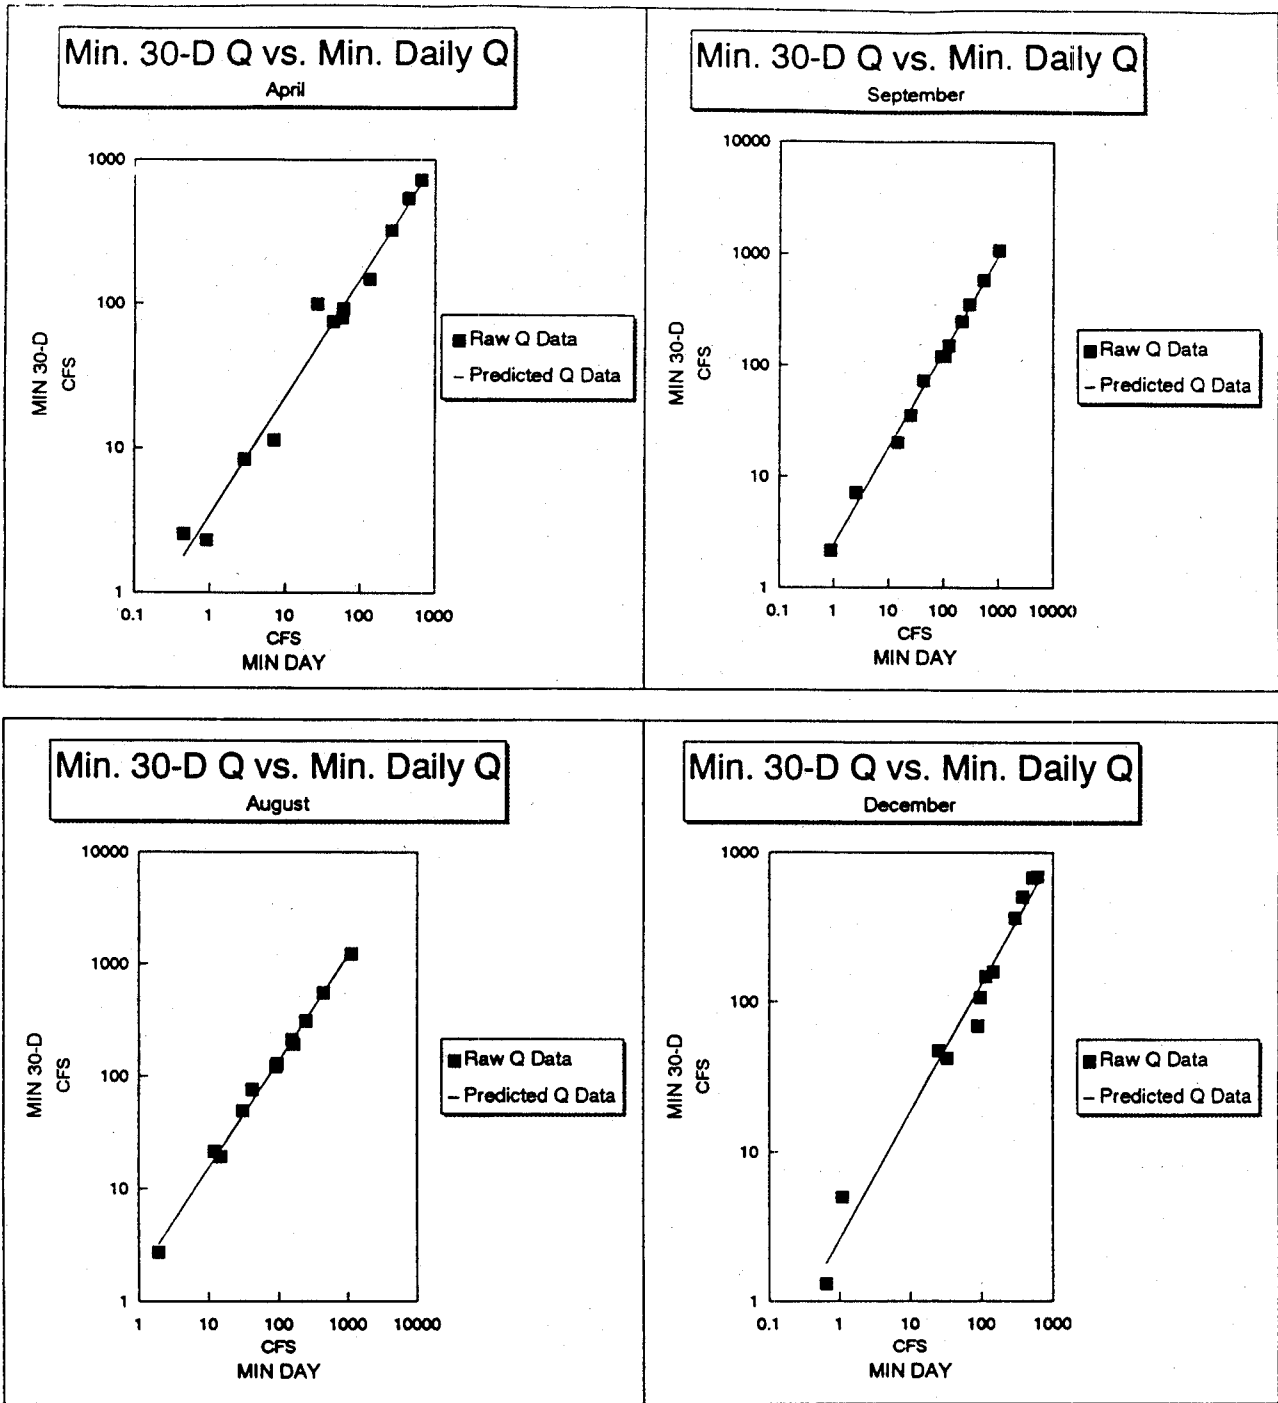 Min. 30-D Q vs. Min. Daily Q
April
1000
100
10
1
0.1
1
10
100
1000
CFS
MIN DAY
MIN 30-D
CFS
Raw Q Data
Predicted Q Data
Min. 30-D Q vs. Min. Daily Q
September
10000
1000
100
10
1
0.1
1
10
100
1000
10000
CFS
MIN DAY
MIN 30-D
CFS
Raw Q Data
Predicted Q Data
Min. 30-D Q vs. Min. Daily Q
August
10000
1000
100
10
1
1
10
100
1000
10000
CFS
MIN DAY
MIN 30-D
CFS
Raw Q Data
Predicted Q Data
Min. 30-D Q vs. Min. Daily Q
December
1000
100
10
1
0.1
1
10
100
1000
CFS
MIN DAY
MIN 30-D
CFS
Raw Q Data
Predicted Q Data